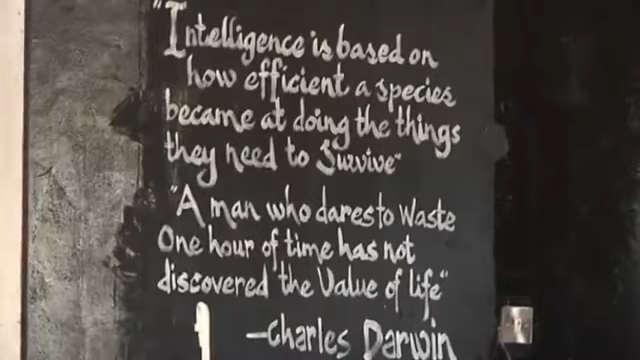 "Intelligence is based on
how efficient a species
became at doing the things
they need to Survive"
"A man who dares to Waste
One hour of time has not
discovered the Value of life"
—Charles Darwin